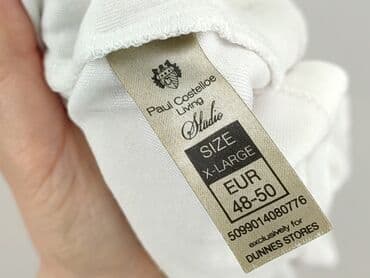 Paul Costelloe
Living
Studio
SIZE
X-LARGE
EUR
48-50
5099014080776
exclusively for
DUNNES STORES